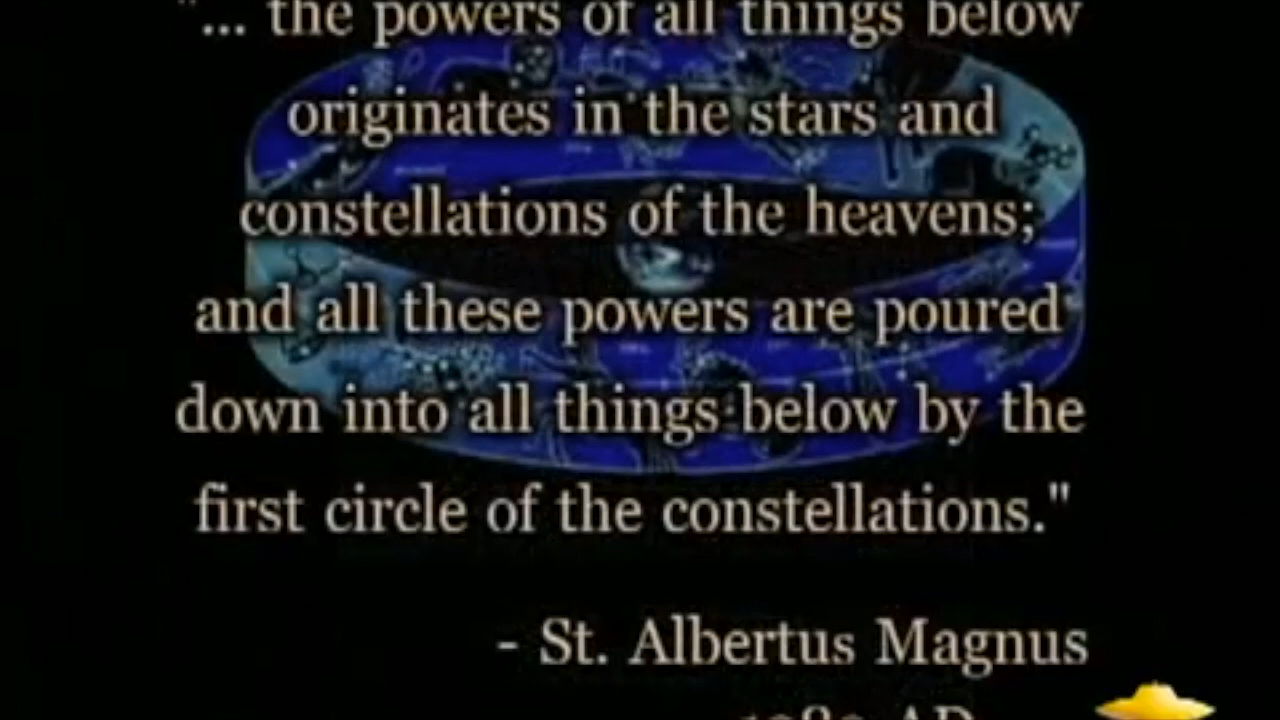 "... the powers of all things below
originates in the stars and
constellations of the heavens;
and all these powers are poured
down into all things below by the
first circle of the constellations."
- St. Albertus Magnus
AD